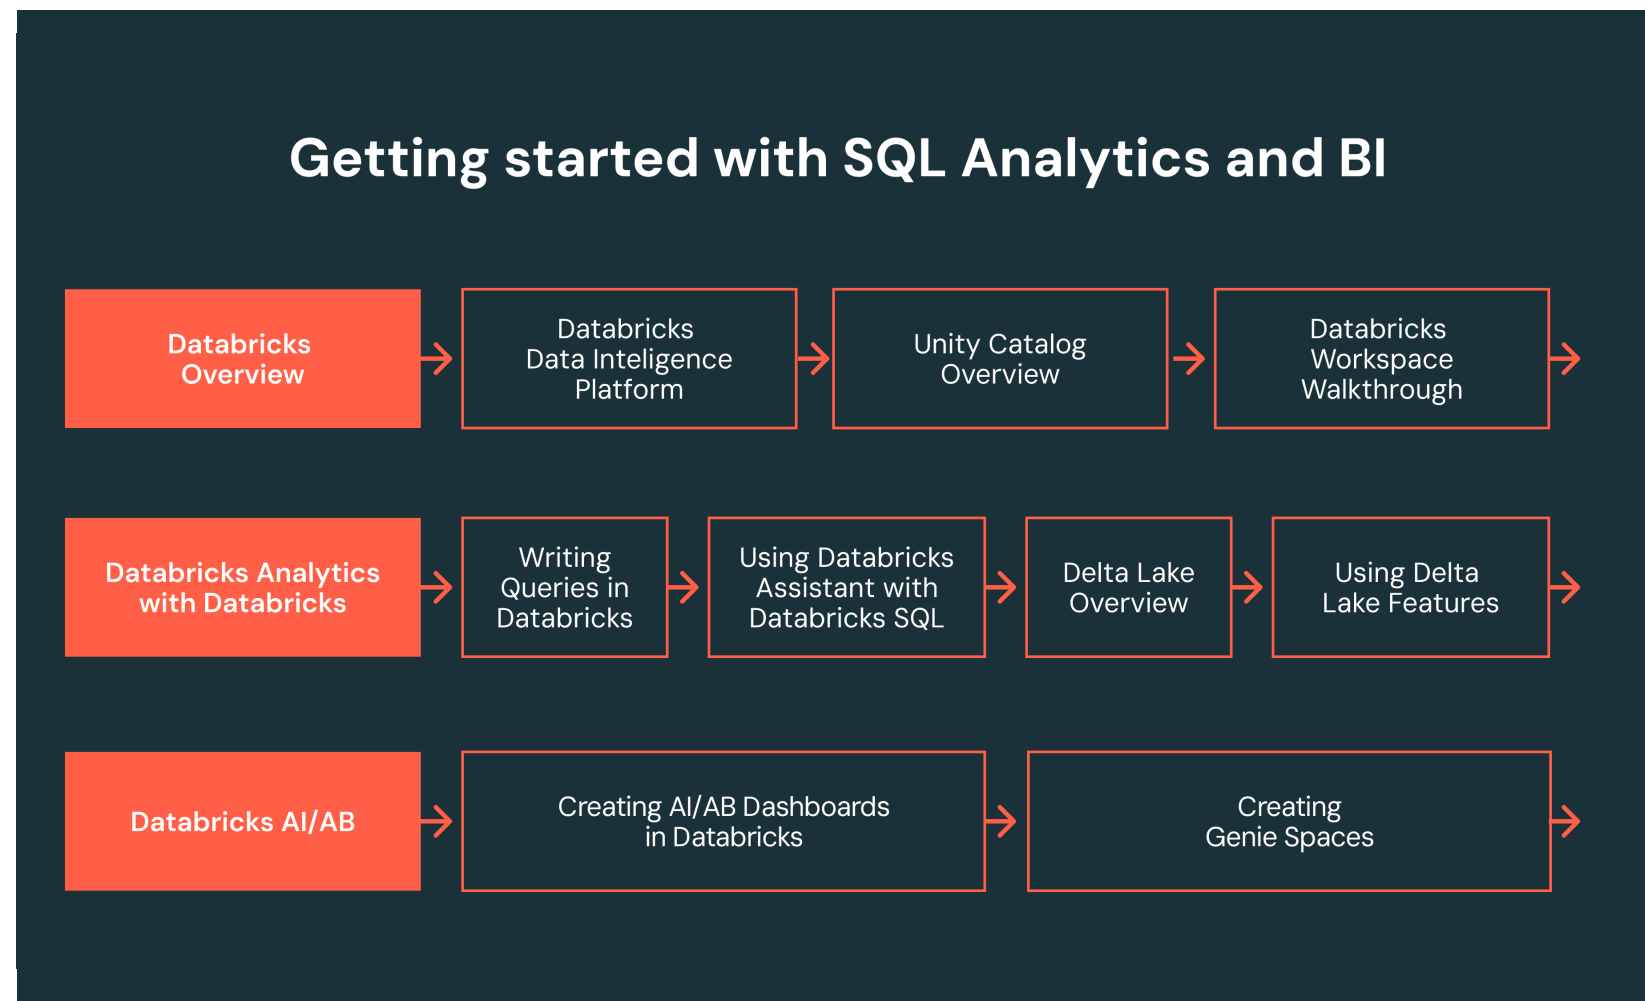 Getting started with SQL Analytics and BI
Databricks
Overview
Databricks
Data Inteligence
Platform
Unity Catalog
Overview
Databricks
Workspace
Walkthrough
Databricks Analytics
with Databricks
Writing
Queries in
Databricks
Using Databricks
Assistant with
Databricks SQL
Delta Lake
Overview
Using Delta
Lake Features
Databricks AI/AB
Creating AI/AB Dashboards
in Databricks
Creating
Genie Spaces